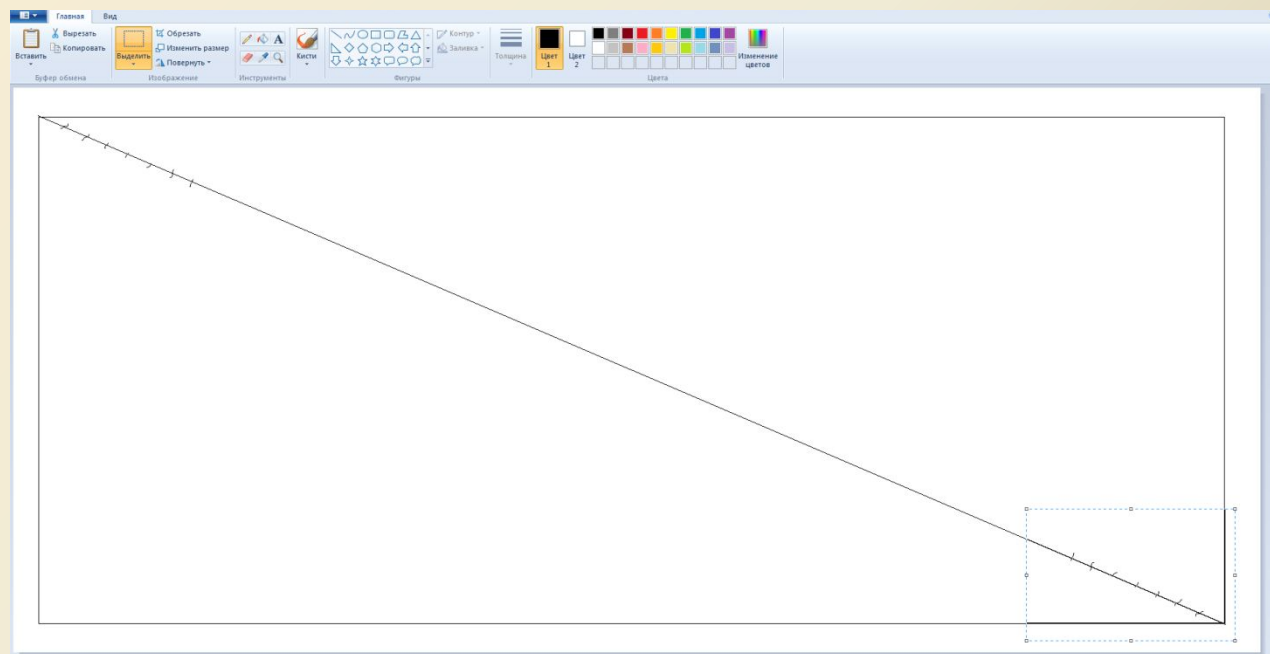 Главная Вид
Вставить
Вырезать
Копировать
Буфер обмена
Выделить
Обрезать
Изменить размер
Повернуть
Изображение
A
Инструменты
Кисти
Фигуры
Контур
Заливка
Толщина
Цвет 1
Цвет 2
Изменение цветов
Цвета